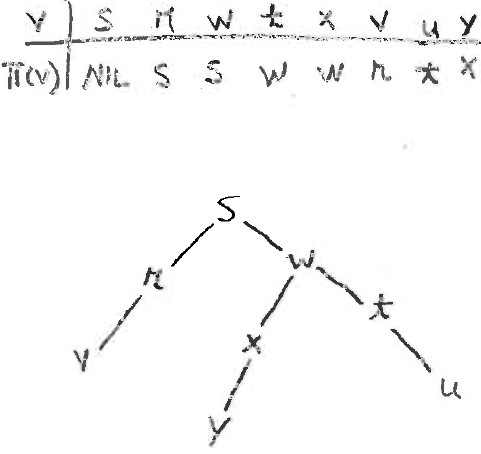 V S r w t x v u y
π(v) NIL S S w w r t x
S
r w
t
v x
u
y